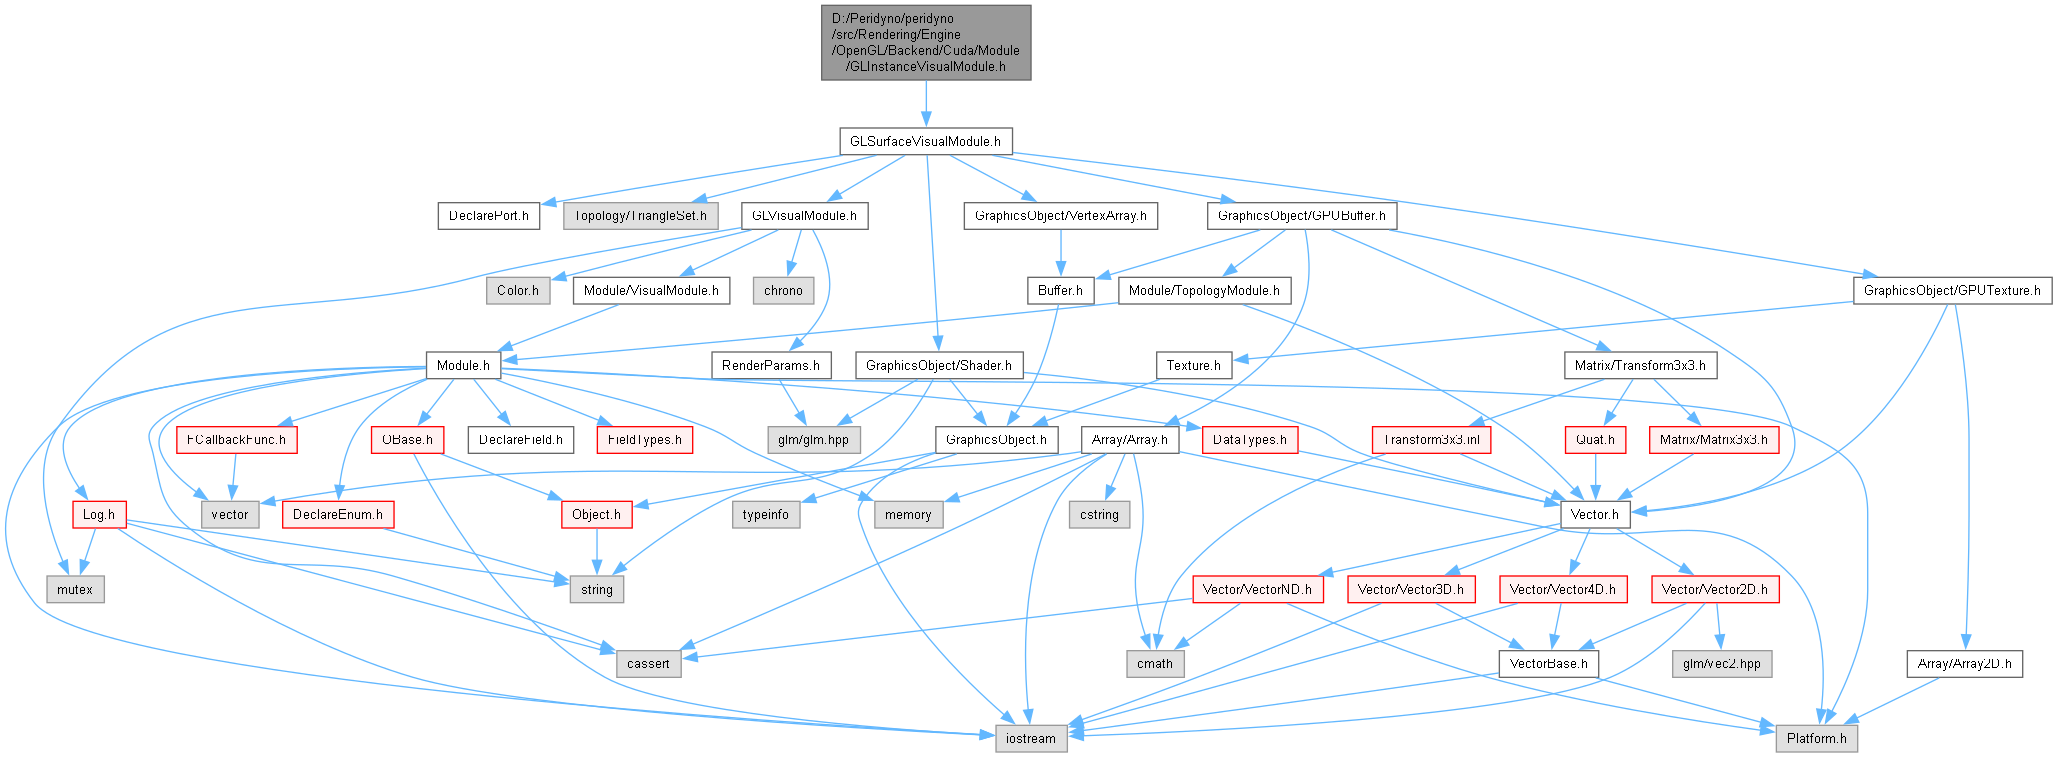 D:/Peridyno/peridyno
/src/Rendering/Engine
/OpenGL/Backend/Cuda/Module
/GLInstanceVisualModule.h
GLSurfaceVisualModule.h
DeclarePort.h
Topology/TriangleSet.h
GLVisualModule.h
GraphicsObject/VertexArray.h
GraphicsObject/GPUBuffer.h
Color.h
Module/VisualModule.h
chrono
Buffer.h
Module/TopologyModule.h
GraphicsObject/GPUTexture.h
Module.h
RenderParams.h
GraphicsObject/Shader.h
Texture.h
Matrix/Transform3x3.h
FCallbackFunc.h
OBase.h
DeclareField.h
FieldTypes.h
glm/glm.hpp
GraphicsObject.h
Array/Array.h
DataTypes.h
Transform3x3.inl
Quat.h
Matrix/Matrix3x3.h
Log.h
vector
DeclareEnum.h
Object.h
typeinfo
memory
cstring
Vector.h
mutex
string
Vector/VectorND.h
Vector/Vector3D.h
Vector/Vector4D.h
Vector/Vector2D.h
cassert
cmath
VectorBase.h
glm/vec2.hpp
Array/Array2D.h
iostream
Platform.h